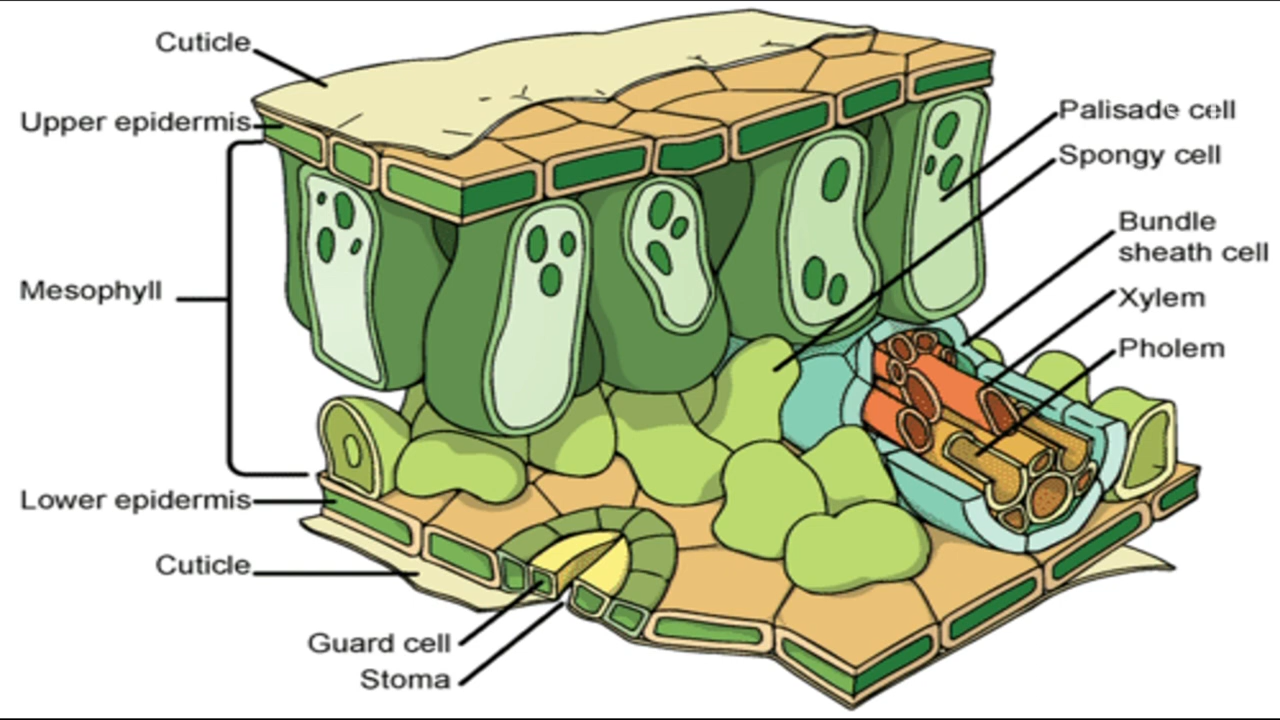 Cuticle
Upper epidermis
Mesophyll
Lower epidermis
Cuticle
Guard cell
Stoma
Palisade cell
Spongy cell
Bundle
sheath cell
Xylem
Pholem